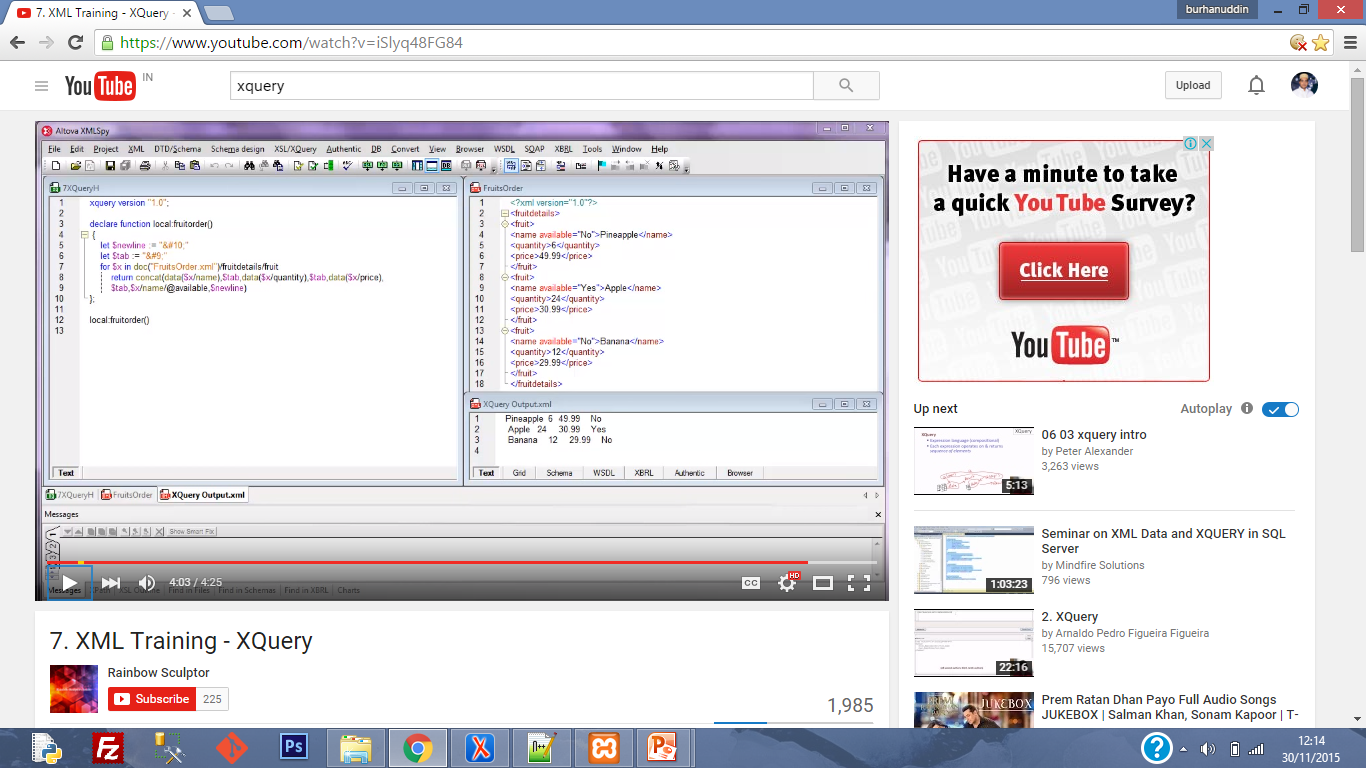 7. XML Training - XQuery -
burhanuddin
https://www.youtube.com/watch?v=iSlyq48FG84
YouTube IN
xquery
Upload
Altova XMLSpy
File Edit Project XML DTD/Schema Schema design XSL/XQuery Authentic DB Convert View Browser WSDL SOAP XBRL Tools Window Help
7XQueryH
1 xquery version "1.0";
2
3 declare function local:fruitorder()
4 {
5 let $newline := "&#10;"
6 let $tab := "&#9;"
7 for $x in doc("FruitsOrder.xml")/fruitdetails/fruit
8 return concat(data($x/name),$tab,data($x/quantity),$tab,data($x/price),
9 $tab,$x/name/@available,$newline)
10 };
11
12 local:fruitorder()
13
Text
FruitsOrder
1 <?xml version="1.0"?>
2 <fruitdetails>
3 <fruit>
4 <name available="No">Pineapple</name>
5 <quantity>6</quantity>
6 <price>49.99</price>
7 </fruit>
8 <fruit>
9 <name available="Yes">Apple</name>
10 <quantity>24</quantity>
11 <price>30.99</price>
12 </fruit>
13 <fruit>
14 <name available="No">Banana</name>
15 <quantity>12</quantity>
16 <price>29.99</price>
17 </fruit>
18 </fruitdetails>
XQuery Output.xml
1 Pineapple 6 49.99 No
2 Apple 24 30.99 Yes
3 Banana 12 29.99 No
4
Text Grid Schema WSDL XBRL Authentic Browser
7XQueryH FruitsOrder XQuery Output.xml
Messages
Show Smart Fix
4:03 / 4:25
CC
HD
Messages XPath XSL Outline Find in Files Find in Schemas Find in XBRL Charts
7. XML Training - XQuery
Rainbow Sculptor
Subscribe 225
1,985
Have a minute to take
a quick YouTube Survey?
Click Here
YouTube™
Up next
Autoplay
XQuery
5:13
06 03 xquery intro
by Peter Alexander
3,263 views
1:03:23
Seminar on XML Data and XQUERY in SQL
Server
by Mindfire Solutions
796 views
22:16
2. XQuery
by Arnaldo Pedro Figueira Figueira
15,707 views
JUKEBOX
Prem Ratan Dhan Payo Full Audio Songs
JUKEBOX | Salman Khan, Sonam Kapoor | T-
Ps
12:14
30/11/2015